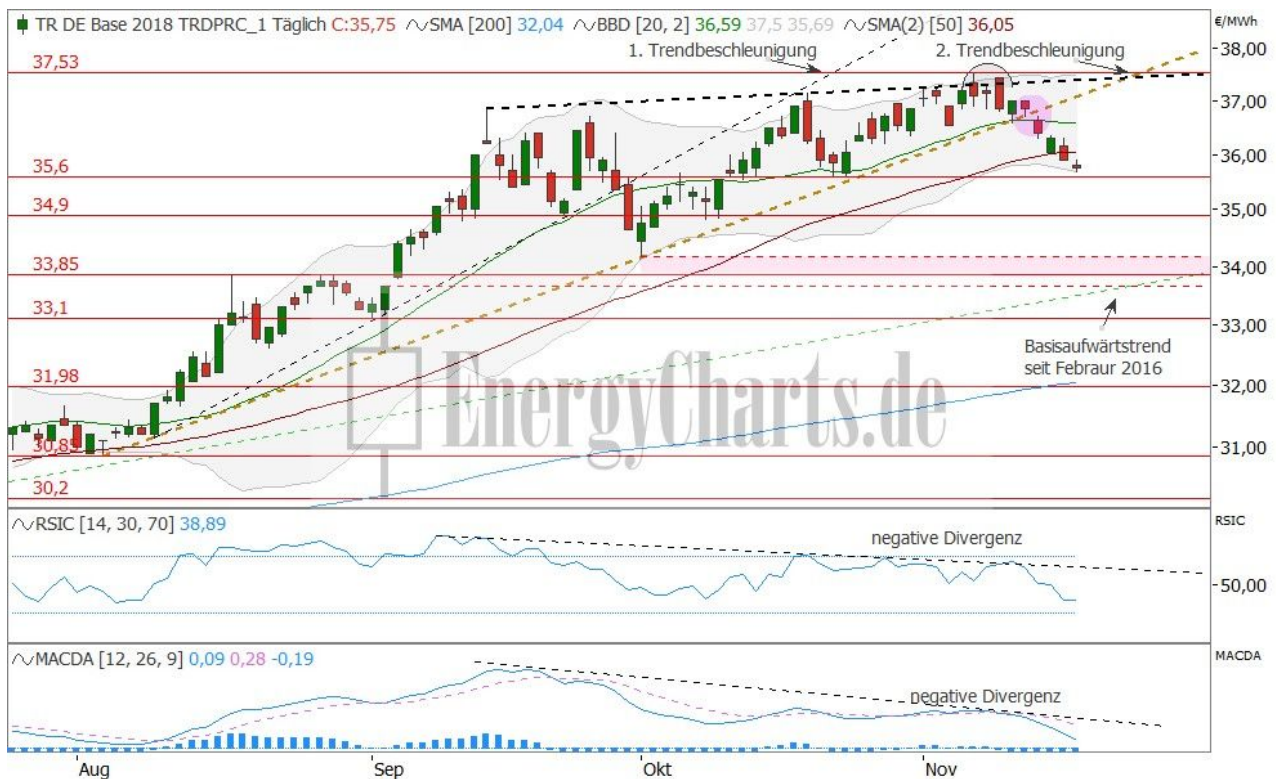 TR DE Base 2018 TRDPRC_1 Täglich C:35,75 SMA [200] 32,04 BBD [20, 2] 36,59 37,5 35,69 SMA(2) [50] 36,05
€/MWh
1. Trendbeschleunigung
2. Trendbeschleunigung
38,00
37,53
37,00
36,00
35,6
34,9
35,00
34,00
33,85
33,1
33,00
Basisaufwärtstrend
seit Febraur 2016
31,98
32,00
EnergyCharts.de
30,85
31,00
30,2
RSIC [14, 30, 70] 38,89
RSIC
negative Divergenz
50,00
MACDA [12, 26, 9] 0,09 0,28 -0,19
MACDA
negative Divergenz
Aug
Sep
Okt
Nov